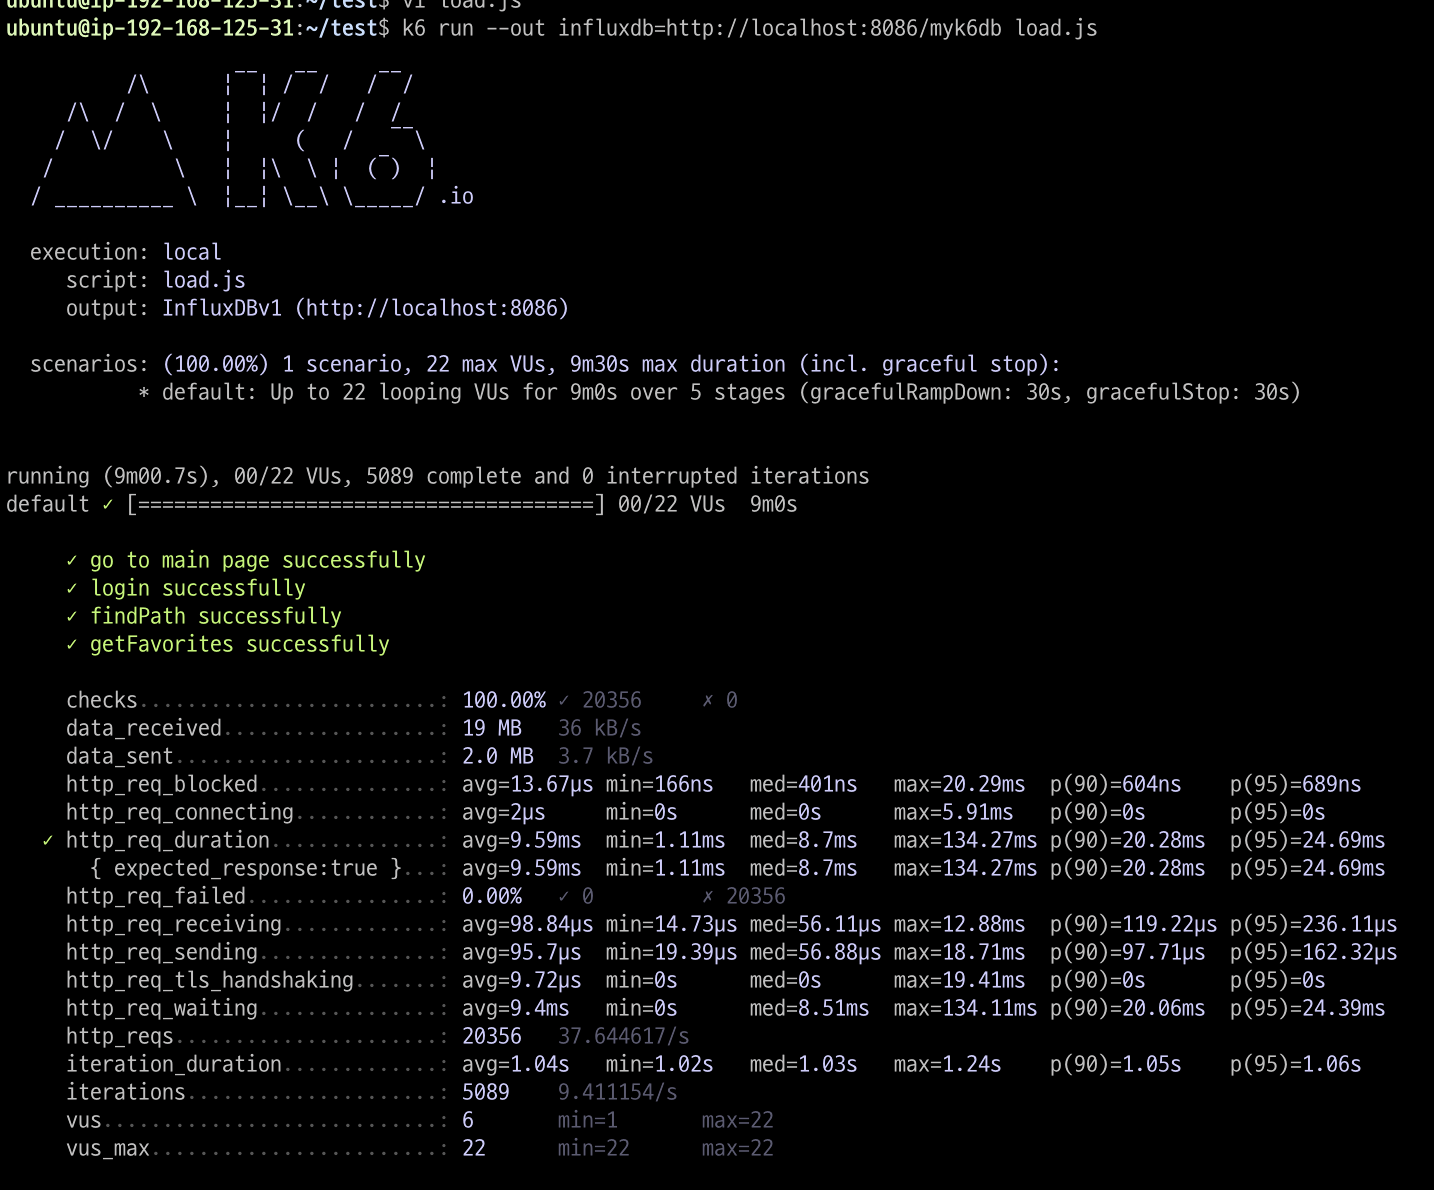 ubuntu@ip-192-168-125-31:~/test$ vi load.js
ubuntu@ip-192-168-125-31:~/test$ k6 run --out influxdb=http://localhost:8086/myk6db load.js
.io
execution: local
script: load.js
output: InfluxDBv1 (http://localhost:8086)
scenarios: (100.00%) 1 scenario, 22 max VUs, 9m30s max duration (incl. graceful stop):
* default: Up to 22 looping VUs for 9m0s over 5 stages (gracefulRampDown: 30s, gracefulStop: 30s)
running (9m00.7s), 00/22 VUs, 5089 complete and 0 interrupted iterations
default ✓ [======================================] 00/22 VUs  9m0s
✓ go to main page successfully
✓ login successfully
✓ findPath successfully
✓ getFavorites successfully
checks.........................: 100.00% ✓ 20356     ✗ 0
data_received..................: 19 MB   36 kB/s
data_sent......................: 2.0 MB  3.7 kB/s
http_req_blocked...............: avg=13.67µs min=166ns   med=401ns   max=20.29ms  p(90)=604ns    p(95)=689ns
http_req_connecting............: avg=2µs     min=0s      med=0s      max=5.91ms   p(90)=0s       p(95)=0s
✓ http_req_duration..............: avg=9.59ms  min=1.11ms  med=8.7ms   max=134.27ms p(90)=20.28ms  p(95)=24.69ms
{ expected_response:true }...: avg=9.59ms  min=1.11ms  med=8.7ms   max=134.27ms p(90)=20.28ms  p(95)=24.69ms
http_req_failed................: 0.00%   ✓ 0         ✗ 20356
http_req_receiving.............: avg=98.84µs min=14.73µs med=56.11µs max=12.88ms  p(90)=119.22µs p(95)=236.11µs
http_req_sending...............: avg=95.7µs  min=19.39µs med=56.88µs max=18.71ms  p(90)=97.71µs  p(95)=162.32µs
http_req_tls_handshaking.......: avg=9.72µs  min=0s      med=0s      max=19.41ms  p(90)=0s       p(95)=0s
http_req_waiting...............: avg=9.4ms   min=0s      med=8.51ms  max=134.11ms p(90)=20.06ms  p(95)=24.39ms
http_reqs......................: 20356   37.644617/s
iteration_duration.............: avg=1.04s   min=1.02s   med=1.03s   max=1.24s    p(90)=1.05s    p(95)=1.06s
iterations.....................: 5089    9.411154/s
vus............................: 6       min=1       max=22
vus_max........................: 22      min=22      max=22